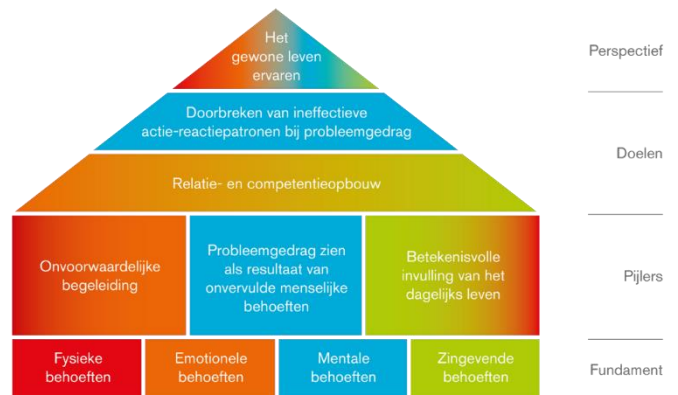 Het
gewone leven
ervaren
Perspectief
Doorbreken van ineffectieve
actie-reactiepatronen bij probleemgedrag
Doelen
Relatie- en competentieopbouw
Onvoorwaardelijke
begeleiding
Probleemgedrag zien
als resultaat van
onvervulde menselijke
behoeften
Betekenisvolle
invulling van het
dagelijks leven
Pijlers
Fysieke
behoeften
Emotionele
behoeften
Mentale
behoeften
Zingevende
behoeften
Fundament